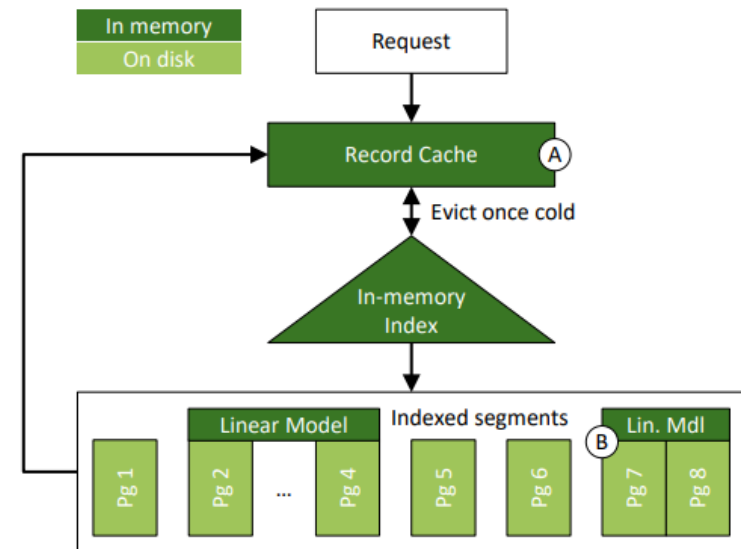 In memory
On disk
Request
Record Cache
A
Evict once cold
In-memory
Index
Linear Model
Indexed segments
Lin. Mdl
B
Pg 1
Pg 2
...
Pg 4
Pg 5
Pg 6
Pg 7
Pg 8